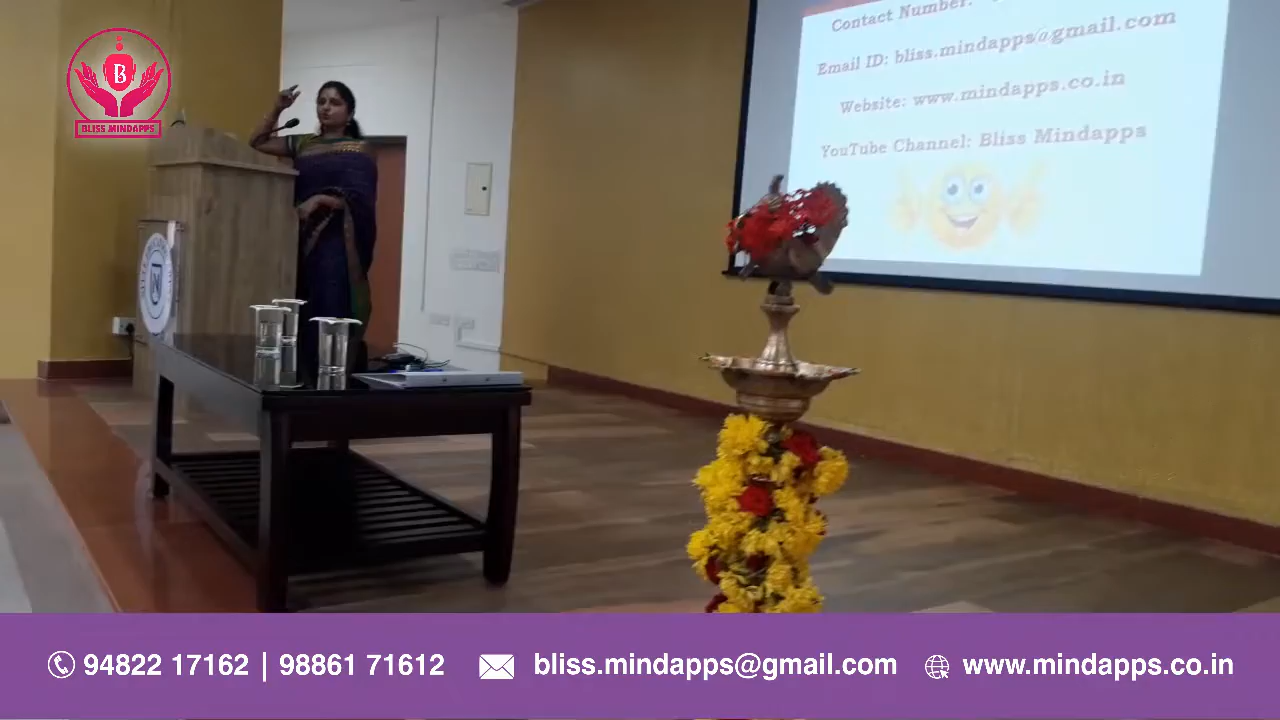 B
BLISS MINDAPPS
Contact Number:
Email ID: bliss.mindapps@gmail.com
Website: www.mindapps.co.in
YouTube Channel: Bliss Mindapps
94822 17162 | 98861 71612
bliss.mindapps@gmail.com
www.mindapps.co.in